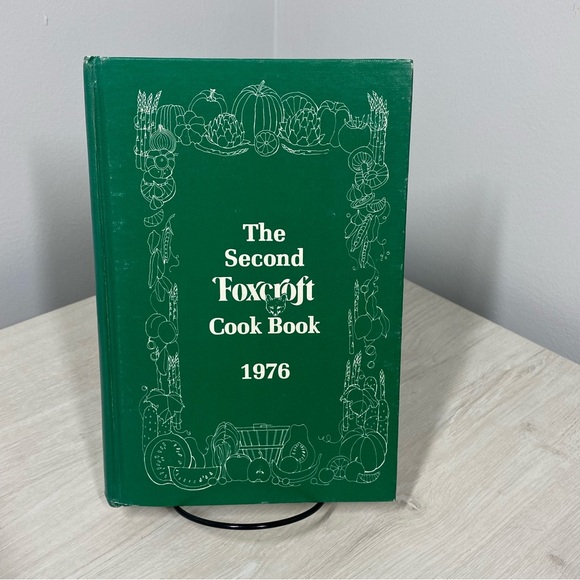 The
Second
Foxcroft
Cook Book
1976